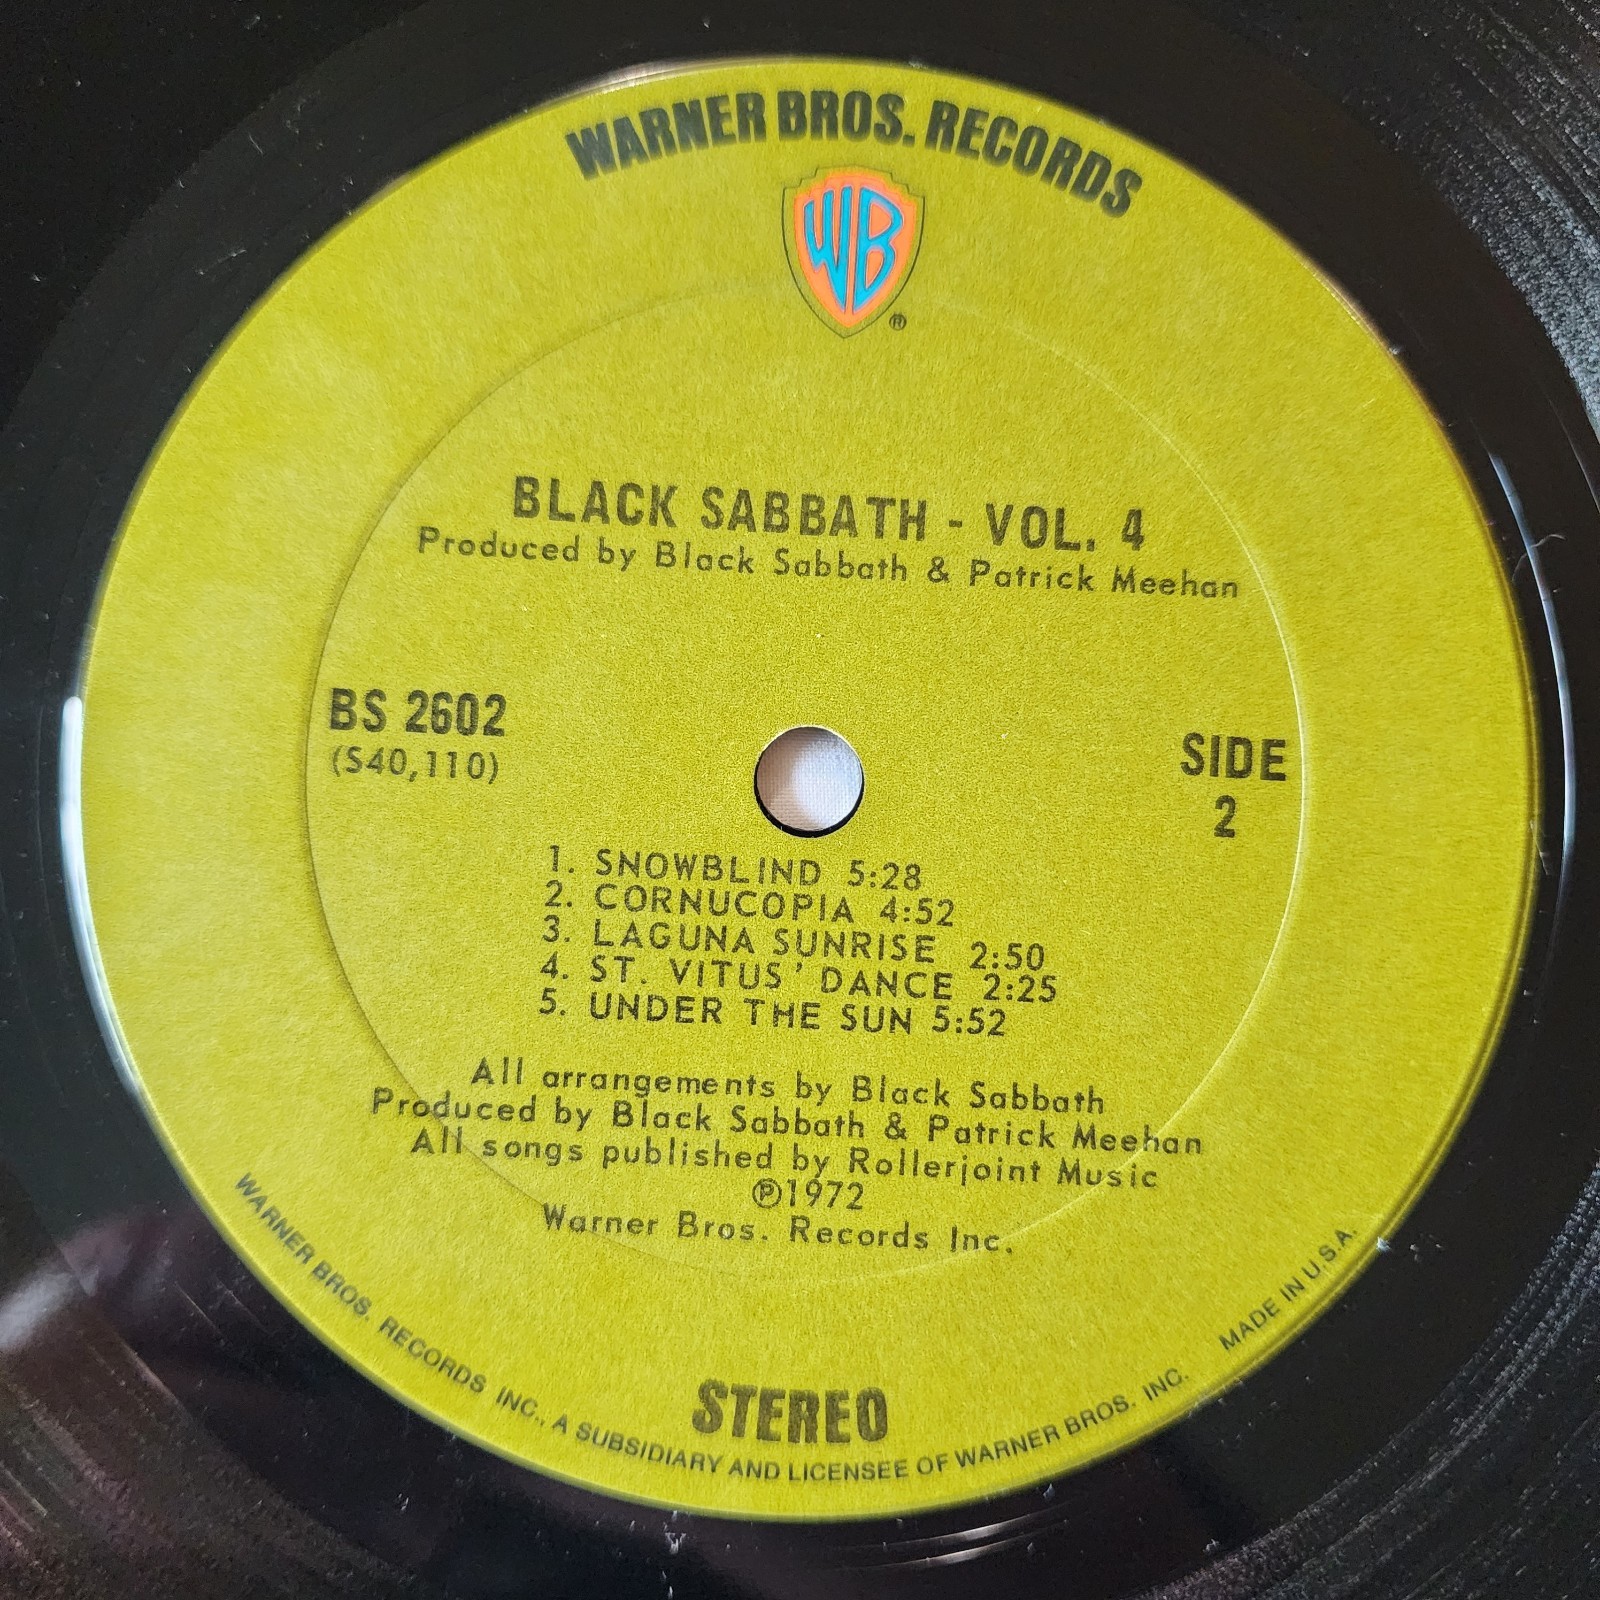 WARNER BROS. RECORDS
WB
®
BLACK SABBATH - VOL. 4
Produced by Black Sabbath & Patrick Meehan
BS 2602
(S40,110)
SIDE
2
1. SNOWBLIND 5:28
2. CORNUCOPIA 4:52
3. LAGUNA SUNRISE 2:50
4. ST. VITUS' DANCE 2:25
5. UNDER THE SUN 5:52
All arrangements by Black Sabbath
Produced by Black Sabbath & Patrick Meehan
All songs published by Rollerjoint Music
℗1972
Warner Bros. Records Inc.
STEREO
WARNER BROS. RECORDS INC., A SUBSIDIARY AND LICENSEE OF WARNER BROS. INC. MADE IN U.S.A.